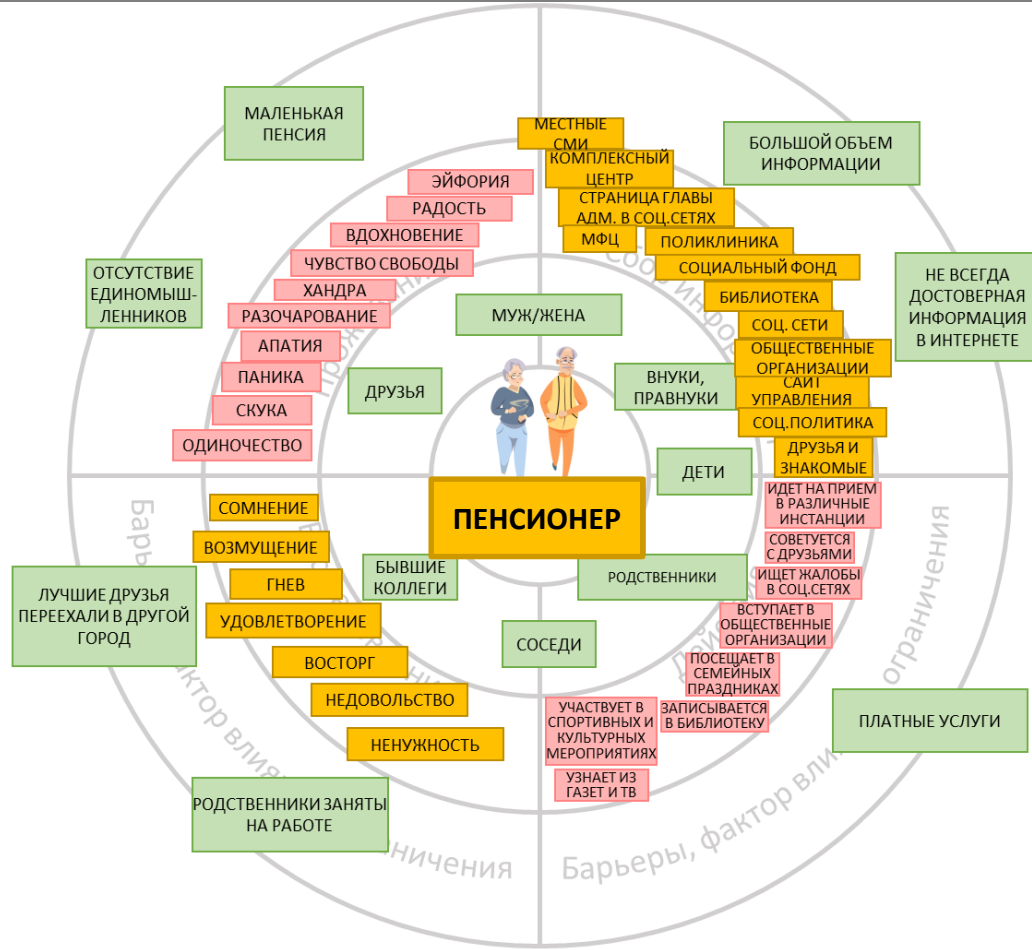 МАЛЕНЬКАЯ
ПЕНСИЯ
ОТСУТСТВИЕ
ЕДИНОМЫШ-
ЛЕННИКОВ
ЭЙФОРИЯ
РАДОСТЬ
ВДОХНОВЕНИЕ
ЧУВСТВО СВОБОДЫ
ХАНДРА
РАЗОЧАРОВАНИЕ
АПАТИЯ
ПАНИКА
СКУКА
ОДИНОЧЕСТВО
МЕСТНЫЕ
СМИ
КОМПЛЕКСНЫЙ
ЦЕНТР
СТРАНИЦА ГЛАВЫ
АДМ. В СОЦ.СЕТЯХ
МФЦ
ПОЛИКЛИНИКА
СОЦИАЛЬНЫЙ ФОНД
БИБЛИОТЕКА
СОЦ. СЕТИ
ОБЩЕСТВЕННЫЕ
ОРГАНИЗАЦИИ
САЙТ
УПРАВЛЕНИЯ
СОЦ.ПОЛИТИКА
ДРУЗЬЯ И
ЗНАКОМЫЕ
БОЛЬШОЙ ОБЪЕМ
ИНФОРМАЦИИ
НЕ ВСЕГДА
ДОСТОВЕРНАЯ
ИНФОРМАЦИЯ
В ИНТЕРНЕТЕ
Сбор
МУЖ/ЖЕНА
ДРУЗЬЯ
ВНУКИ,
ПРАВНУКИ
ДЕТИ
ПЕНСИОНЕР
БЫВШИЕ
КОЛЛЕГИ
РОДСТВЕННИКИ
СОСЕДИ
СОМНЕНИЕ
ВОЗМУЩЕНИЕ
ГНЕВ
УДОВЛЕТВОРЕНИЕ
ВОСТОРГ
НЕДОВОЛЬСТВО
НЕНУЖНОСТЬ
ЛУЧШИЕ ДРУЗЬЯ
ПЕРЕЕХАЛИ В ДРУГОЙ
ГОРОД
РОДСТВЕННИКИ ЗАНЯТЫ
НА РАБОТЕ
ИДЕТ НА ПРИЕМ
В РАЗЛИЧНЫЕ
ИНСТАНЦИИ
СОВЕТУЕТСЯ
С ДРУЗЬЯМИ
ИЩЕТ ЖАЛОБЫ
В СОЦ.СЕТЯХ
ВСТУПАЕТ В
ОБЩЕСТВЕННЫЕ
ОРГАНИЗАЦИИ
ПОСЕЩАЕТ В
СЕМЕЙНЫХ
ПРАЗДНИКАХ
ЗАПИСЫВАЕТСЯ
В БИБЛИОТЕКУ
УЧАСТВУЕТ В
СПОРТИВНЫХ И
КУЛЬТУРНЫХ
МЕРОПРИЯТИЯХ
УЗНАЕТ ИЗ
ГАЗЕТ И ТВ
ПЛАТНЫЕ УСЛУГИ
Барьеры, фактор
ограничения